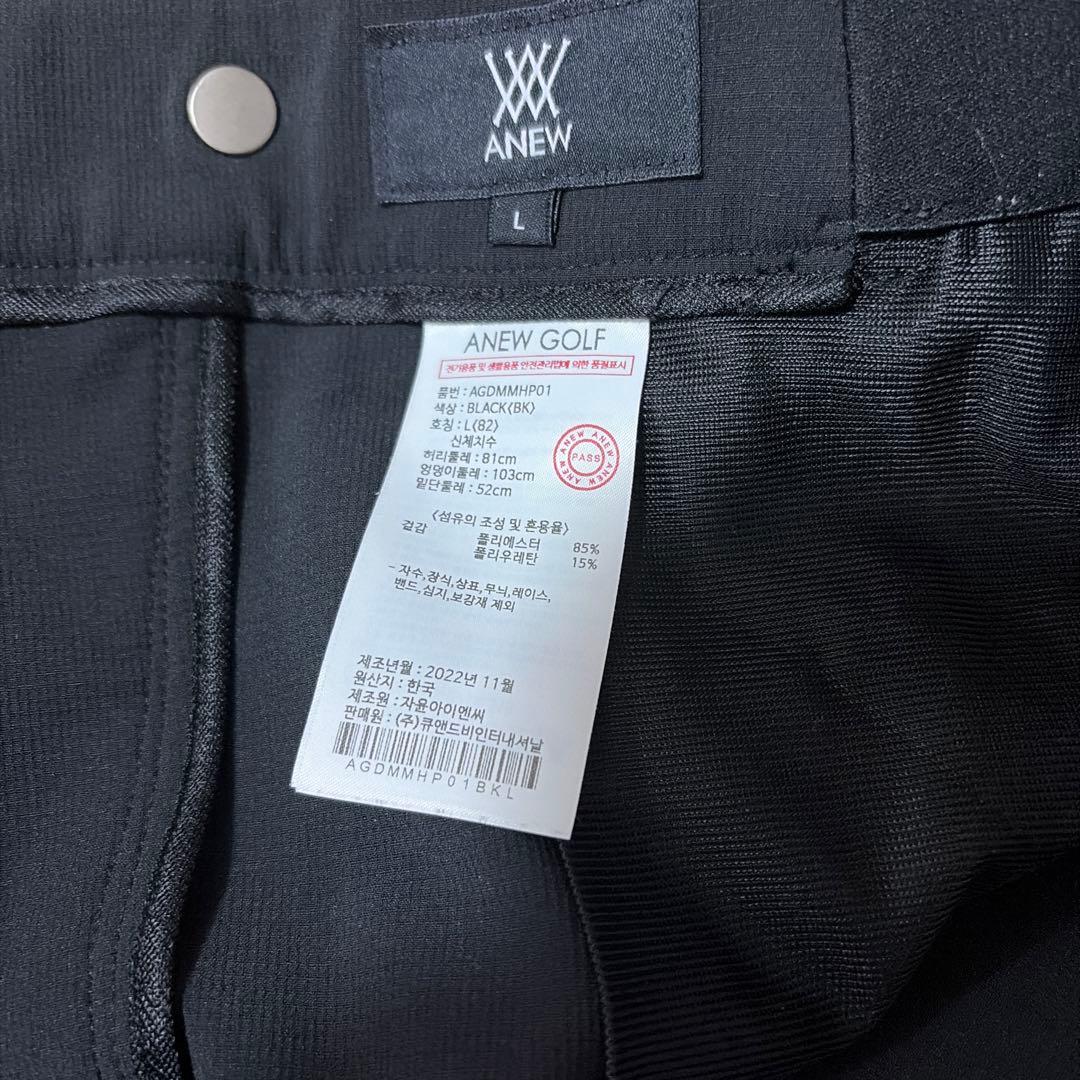 ANEW
L
ANEW GOLF
전기용품 및 생활용품 안전관리법에 의한 품질표시
품번 : AGDMMHP01
색상 : BLACK(BK)
호칭 : L(82)
신체치수
허리둘레 : 81cm
엉덩이둘레 : 103cm
밑단둘레 : 52cm
ANEW ANEW ANEW ANEW
PASS
<섬유의 조성 및 혼용율>
겉감 폴리에스터 85%
폴리우레탄 15%
- 자수,장식,상표,무늬,레이스,
밴드,심지,보강재 제외
제조년월 : 2022년 11월
원산지 : 한국
제조원 : 자윤아이엔씨
판매원 : (주)큐앤드비인터내셔날
AGDMMHP01BKL